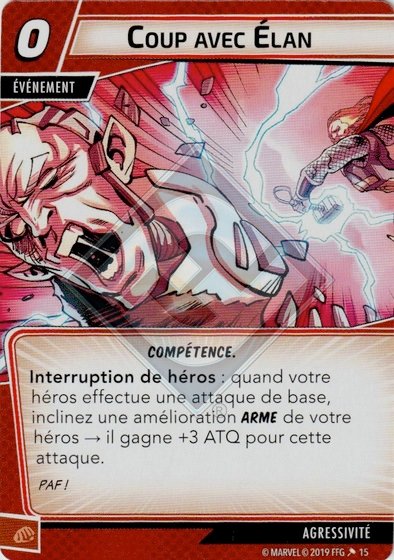 0
COUP AVEC ÉLAN
ÉVÉNEMENT
COMPÉTENCE.
Interruption de héros : quand votre
héros effectue une attaque de base,
inclinez une amélioration ARME de votre
héros → il gagne +3 ATQ pour cette
attaque.
PAF !
AGRESSIVITÉ
© MARVEL © 2019 FFG 15